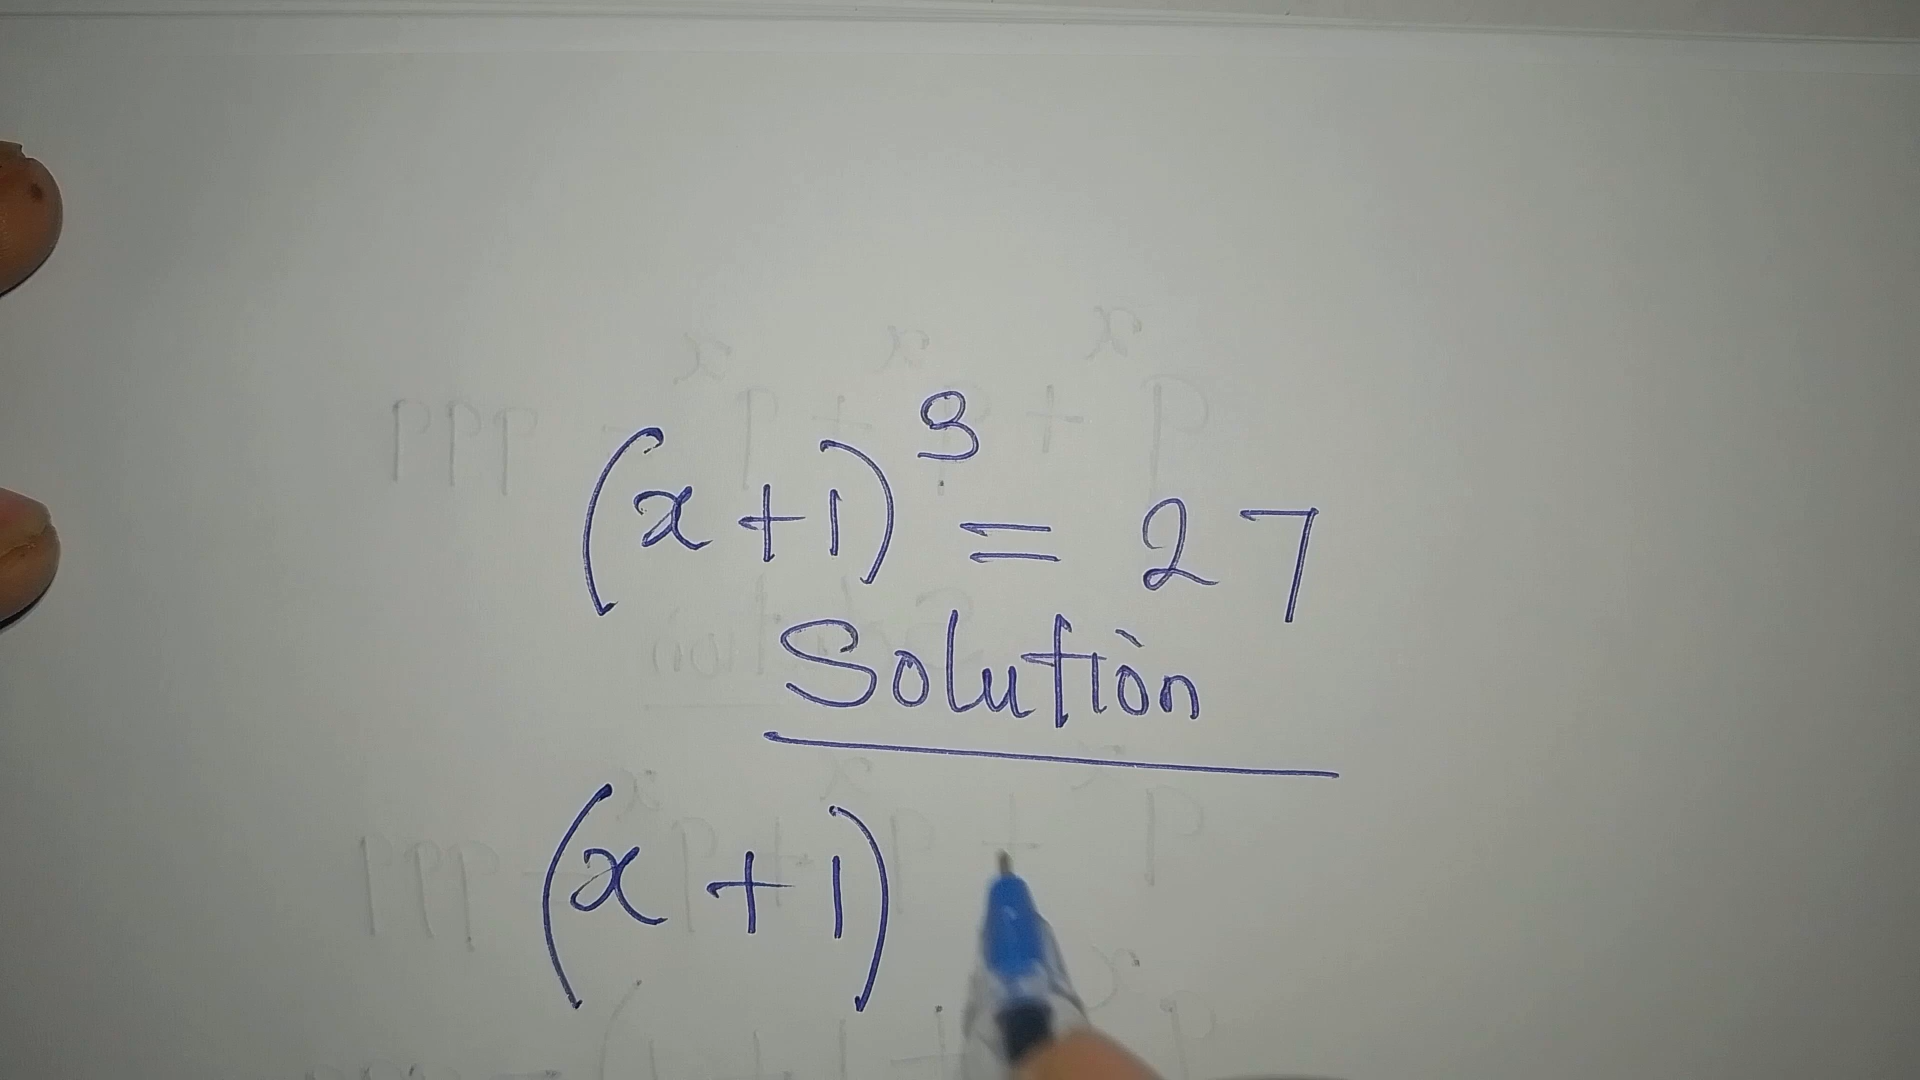 (x+1)³ = 27
Solution
(x+1)